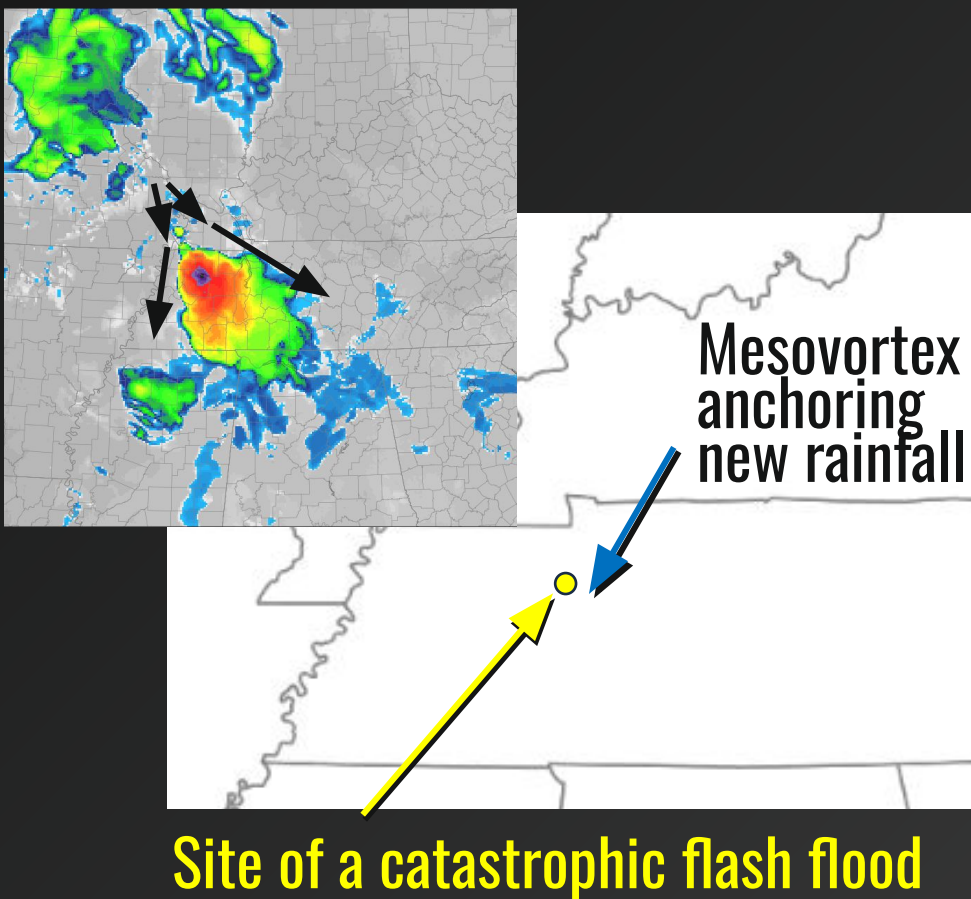 Mesovortex
anchoring
new rainfall
Site of a catastrophic flash flood